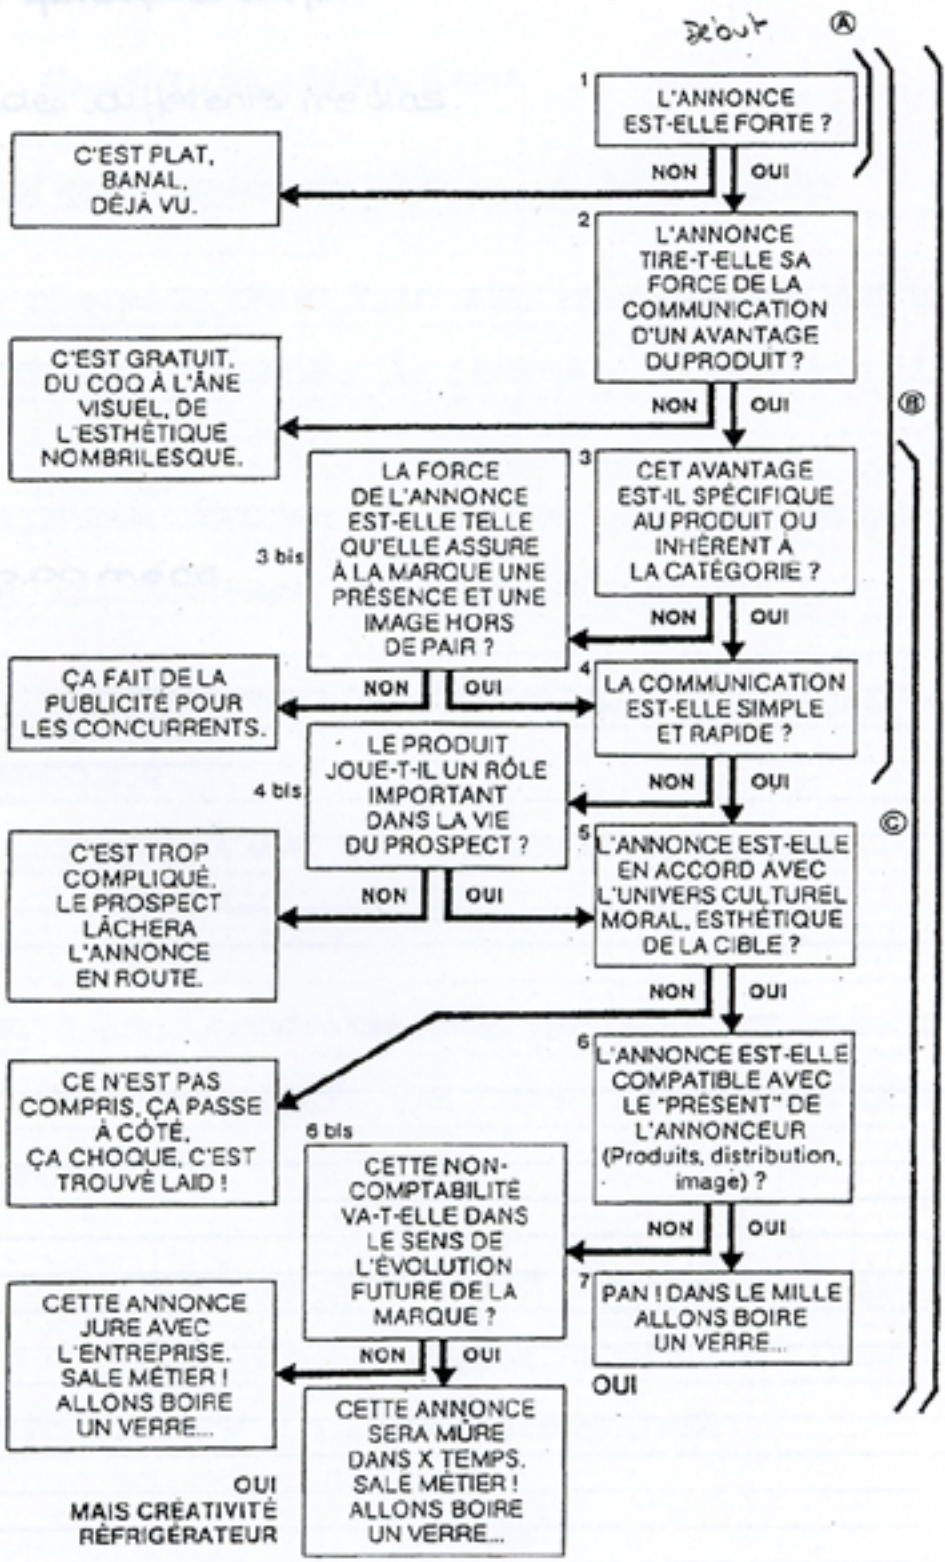 Début
Ⓐ
1
L'ANNONCE
EST-ELLE FORTE ?
NON
OUI
C'EST PLAT,
BANAL,
DÉJÀ VU.
2
L'ANNONCE
TIRE-T-ELLE SA
FORCE DE LA
COMMUNICATION
D'UN AVANTAGE
DU PRODUIT ?
NON
OUI
Ⓑ
C'EST GRATUIT.
DU COQ À L'ÂNE
VISUEL, DE
L'ESTHÉTIQUE
NOMBRILESQUE.
3
CET AVANTAGE
EST-IL SPÉCIFIQUE
AU PRODUIT OU
INHÉRENT À
LA CATÉGORIE ?
NON
OUI
3 bis
LA FORCE
DE L'ANNONCE
EST-ELLE TELLE
QU'ELLE ASSURE
À LA MARQUE UNE
PRÉSENCE ET UNE
IMAGE HORS
DE PAIR ?
NON
OUI
ÇA FAIT DE LA
PUBLICITÉ POUR
LES CONCURRENTS.
4
LA COMMUNICATION
EST-ELLE SIMPLE
ET RAPIDE ?
NON
OUI
4 bis
LE PRODUIT
JOUE-T-IL UN RÔLE
IMPORTANT
DANS LA VIE
DU PROSPECT ?
NON
OUI
Ⓒ
C'EST TROP
COMPLIQUÉ.
LE PROSPECT
LÂCHERA
L'ANNONCE
EN ROUTE.
5
L'ANNONCE EST-ELLE
EN ACCORD AVEC
L'UNIVERS CULTUREL
MORAL, ESTHÉTIQUE
DE LA CIBLE ?
NON
OUI
CE N'EST PAS
COMPRIS, ÇA PASSE
À CÔTÉ.
ÇA CHOQUE, C'EST
TROUVÉ LAID !
6
L'ANNONCE EST-ELLE
COMPATIBLE AVEC
LE "PRÉSENT" DE
L'ANNONCEUR
(Produits, distribution,
image) ?
NON
OUI
6 bis
CETTE NON-
COMPTABILITÉ
VA-T-ELLE DANS
LE SENS DE
L'ÉVOLUTION
FUTURE DE LA
MARQUE ?
NON
OUI
7
PAN ! DANS LE MILLE
ALLONS BOIRE
UN VERRE...
OUI
CETTE ANNONCE
JURE AVEC
L'ENTREPRISE.
SALE MÉTIER !
ALLONS BOIRE
UN VERRE...
CETTE ANNONCE
SERA MÛRE
DANS X TEMPS.
SALE MÉTIER !
ALLONS BOIRE
UN VERRE...
OUI
MAIS CRÉATIVITÉ
RÉFRIGÉRATEUR
des différents médias.